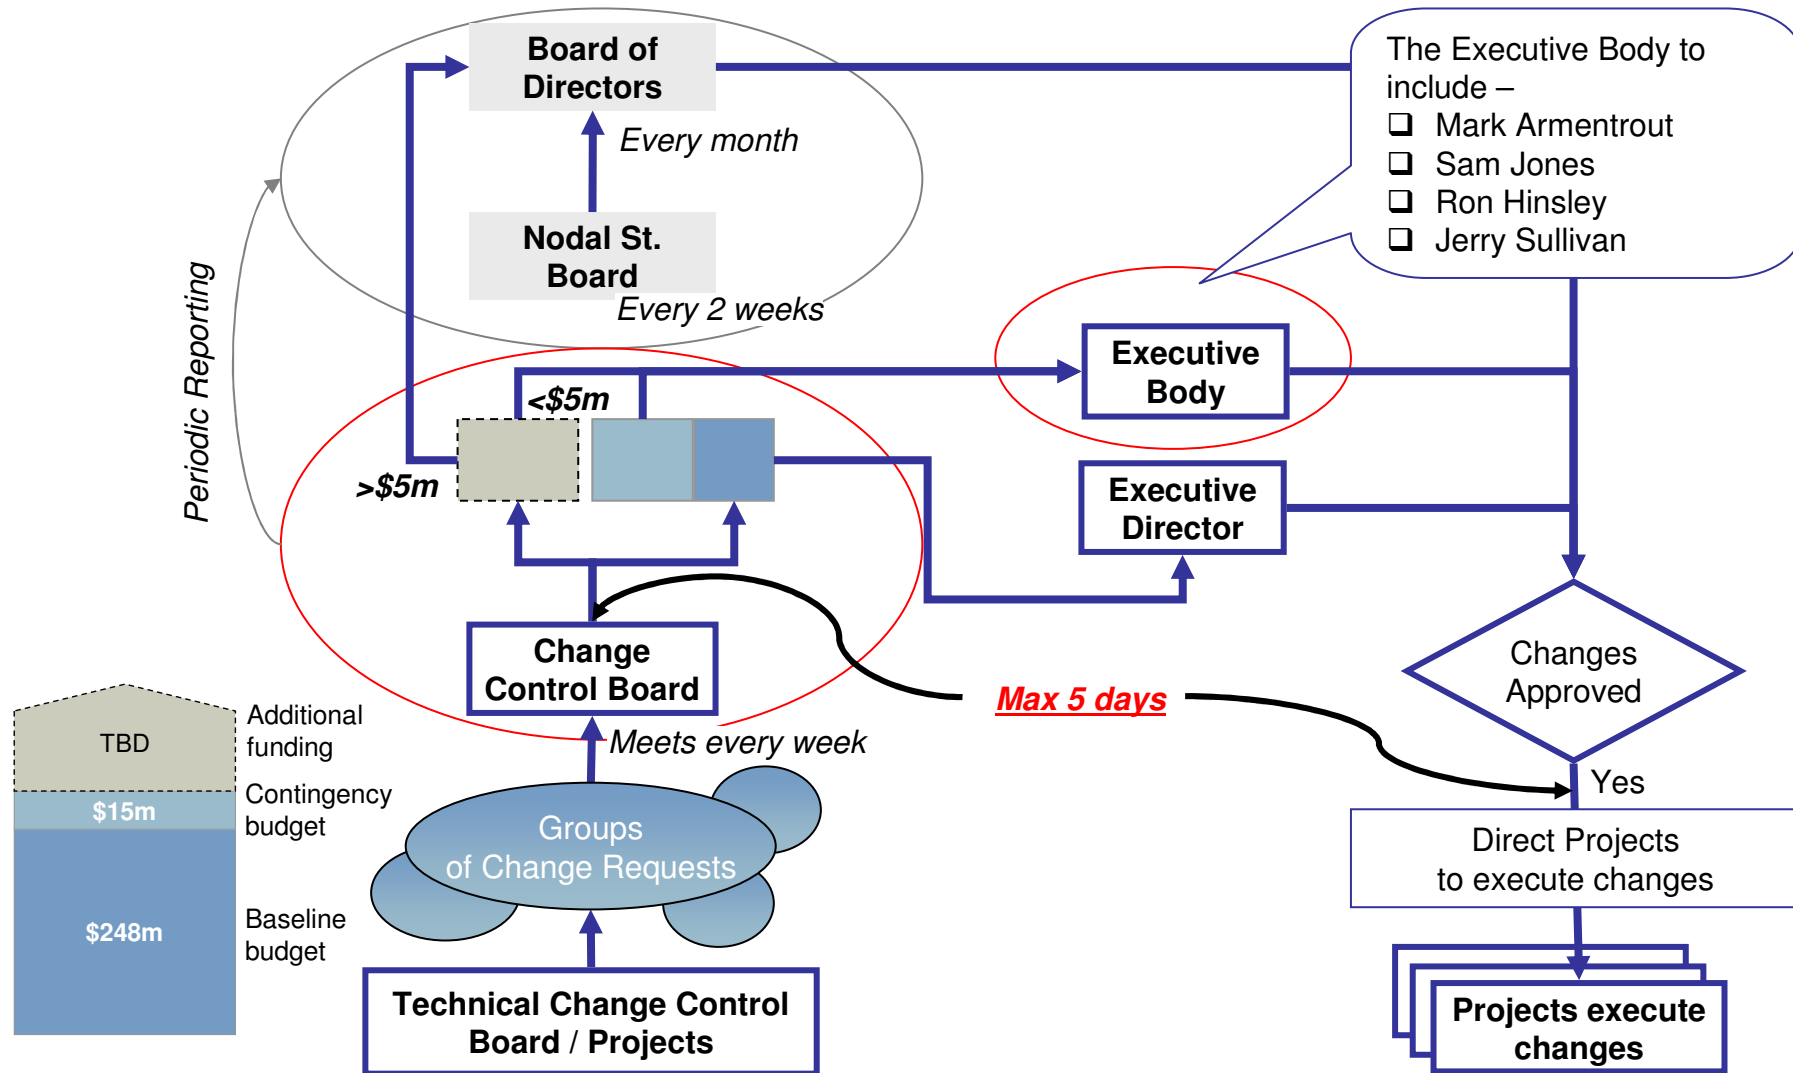 Board of
Directors
Every month
Nodal St.
Board
Every 2 weeks
The Executive Body to
include –
❑ Mark Armentrout
❑ Sam Jones
❑ Ron Hinsley
❑ Jerry Sullivan
Periodic Reporting
<$5m
>$5m
Executive
Body
Executive
Director
Change
Control Board
Meets every week
Max 5 days
Changes
Approved
Yes
TBD
Additional
funding
$15m
Contingency
budget
$248m
Baseline
budget
Groups
of Change Requests
Technical Change Control
Board / Projects
Direct Projects
to execute changes
Projects execute
changes